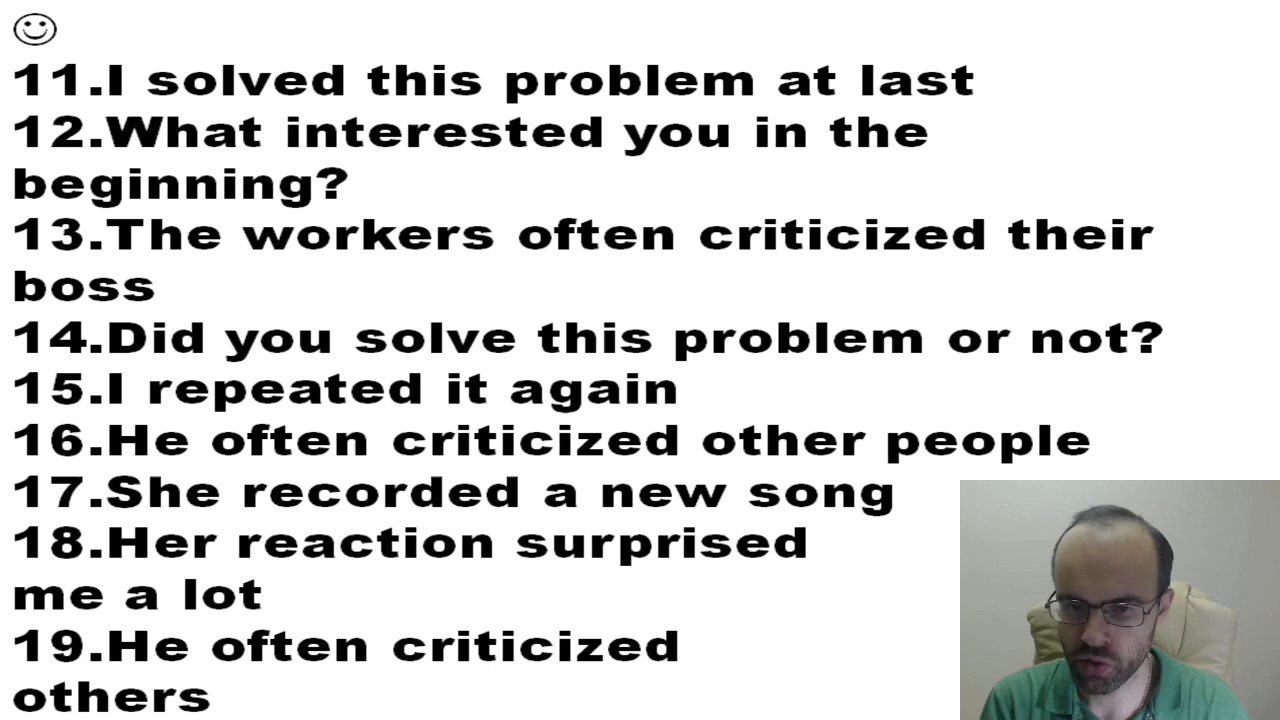 11.I solved this problem at last
12.What interested you in the
beginning?
13.The workers often criticized their
boss
14.Did you solve this problem or not?
15.I repeated it again
16.He often criticized other people
17.She recorded a new song
18.Her reaction surprised
me a lot
19.He often criticized
others